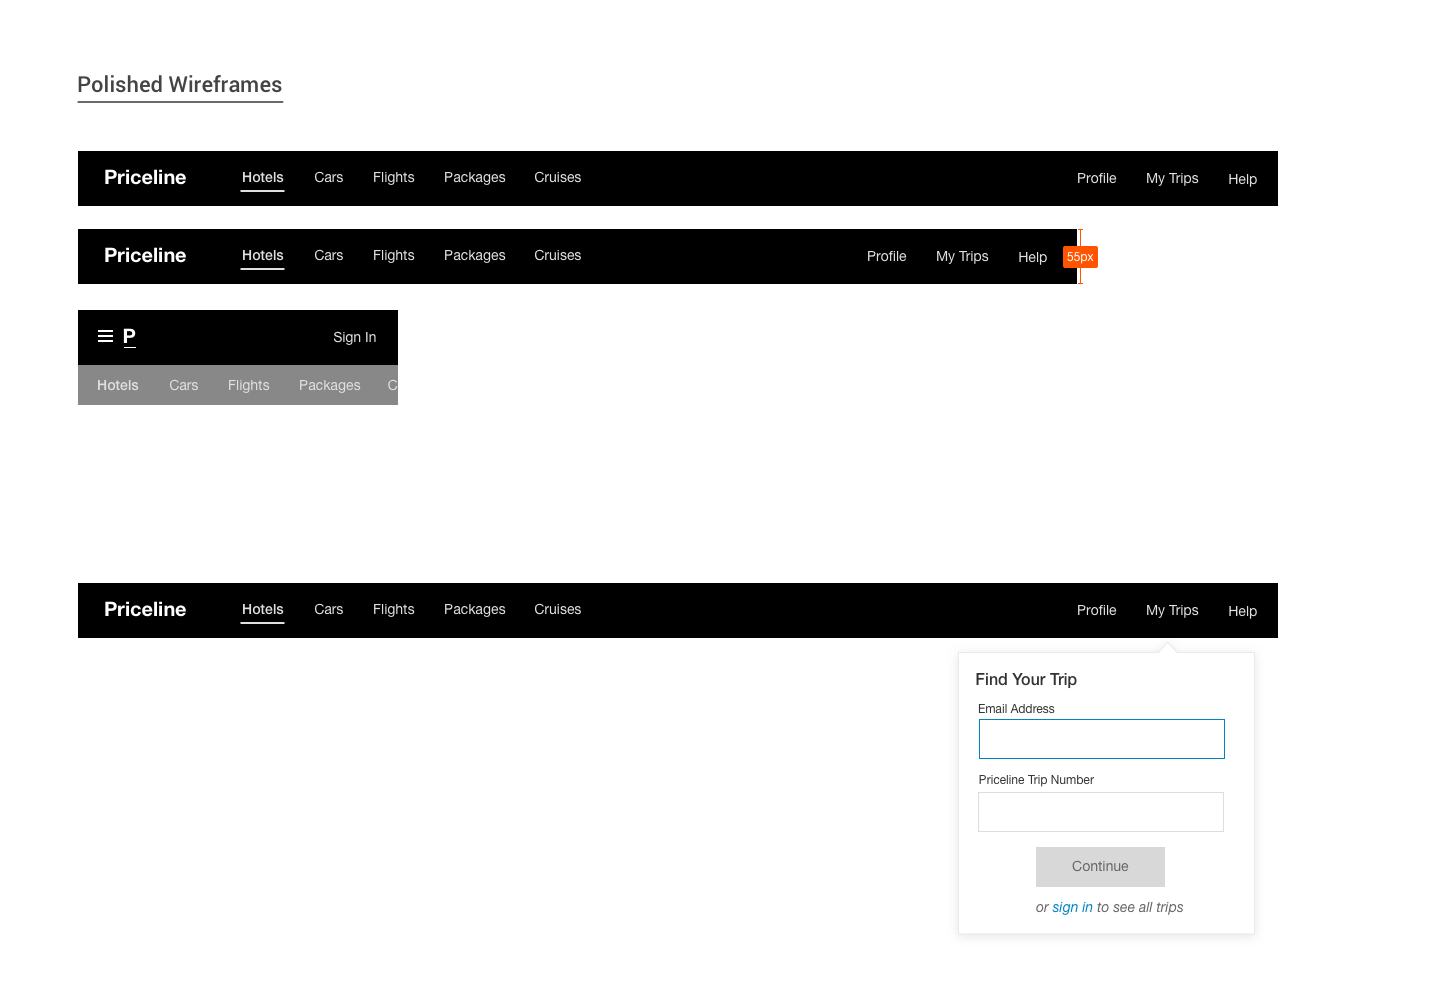 Polished Wireframes
Priceline Hotels Cars Flights Packages Cruises Profile My Trips Help
Priceline Hotels Cars Flights Packages Cruises Profile My Trips Help 55px
P Sign In
Hotels Cars Flights Packages C
Priceline Hotels Cars Flights Packages Cruises Profile My Trips Help
Find Your Trip
Email Address
Priceline Trip Number
Continue
or sign in to see all trips